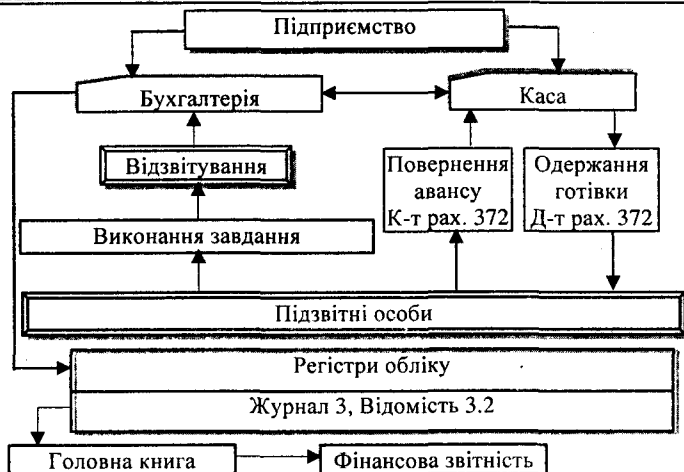 Підприємство
Бухгалтерія
Каса
Відзвітування
Повернення
авансу
К-т рах. 372
Одержання
готівки
Д-т рах. 372
Виконання завдання
Підзвітні особи
Регістри обліку
Журнал 3, Відомість 3.2
Головна книга
Фінансова звітність